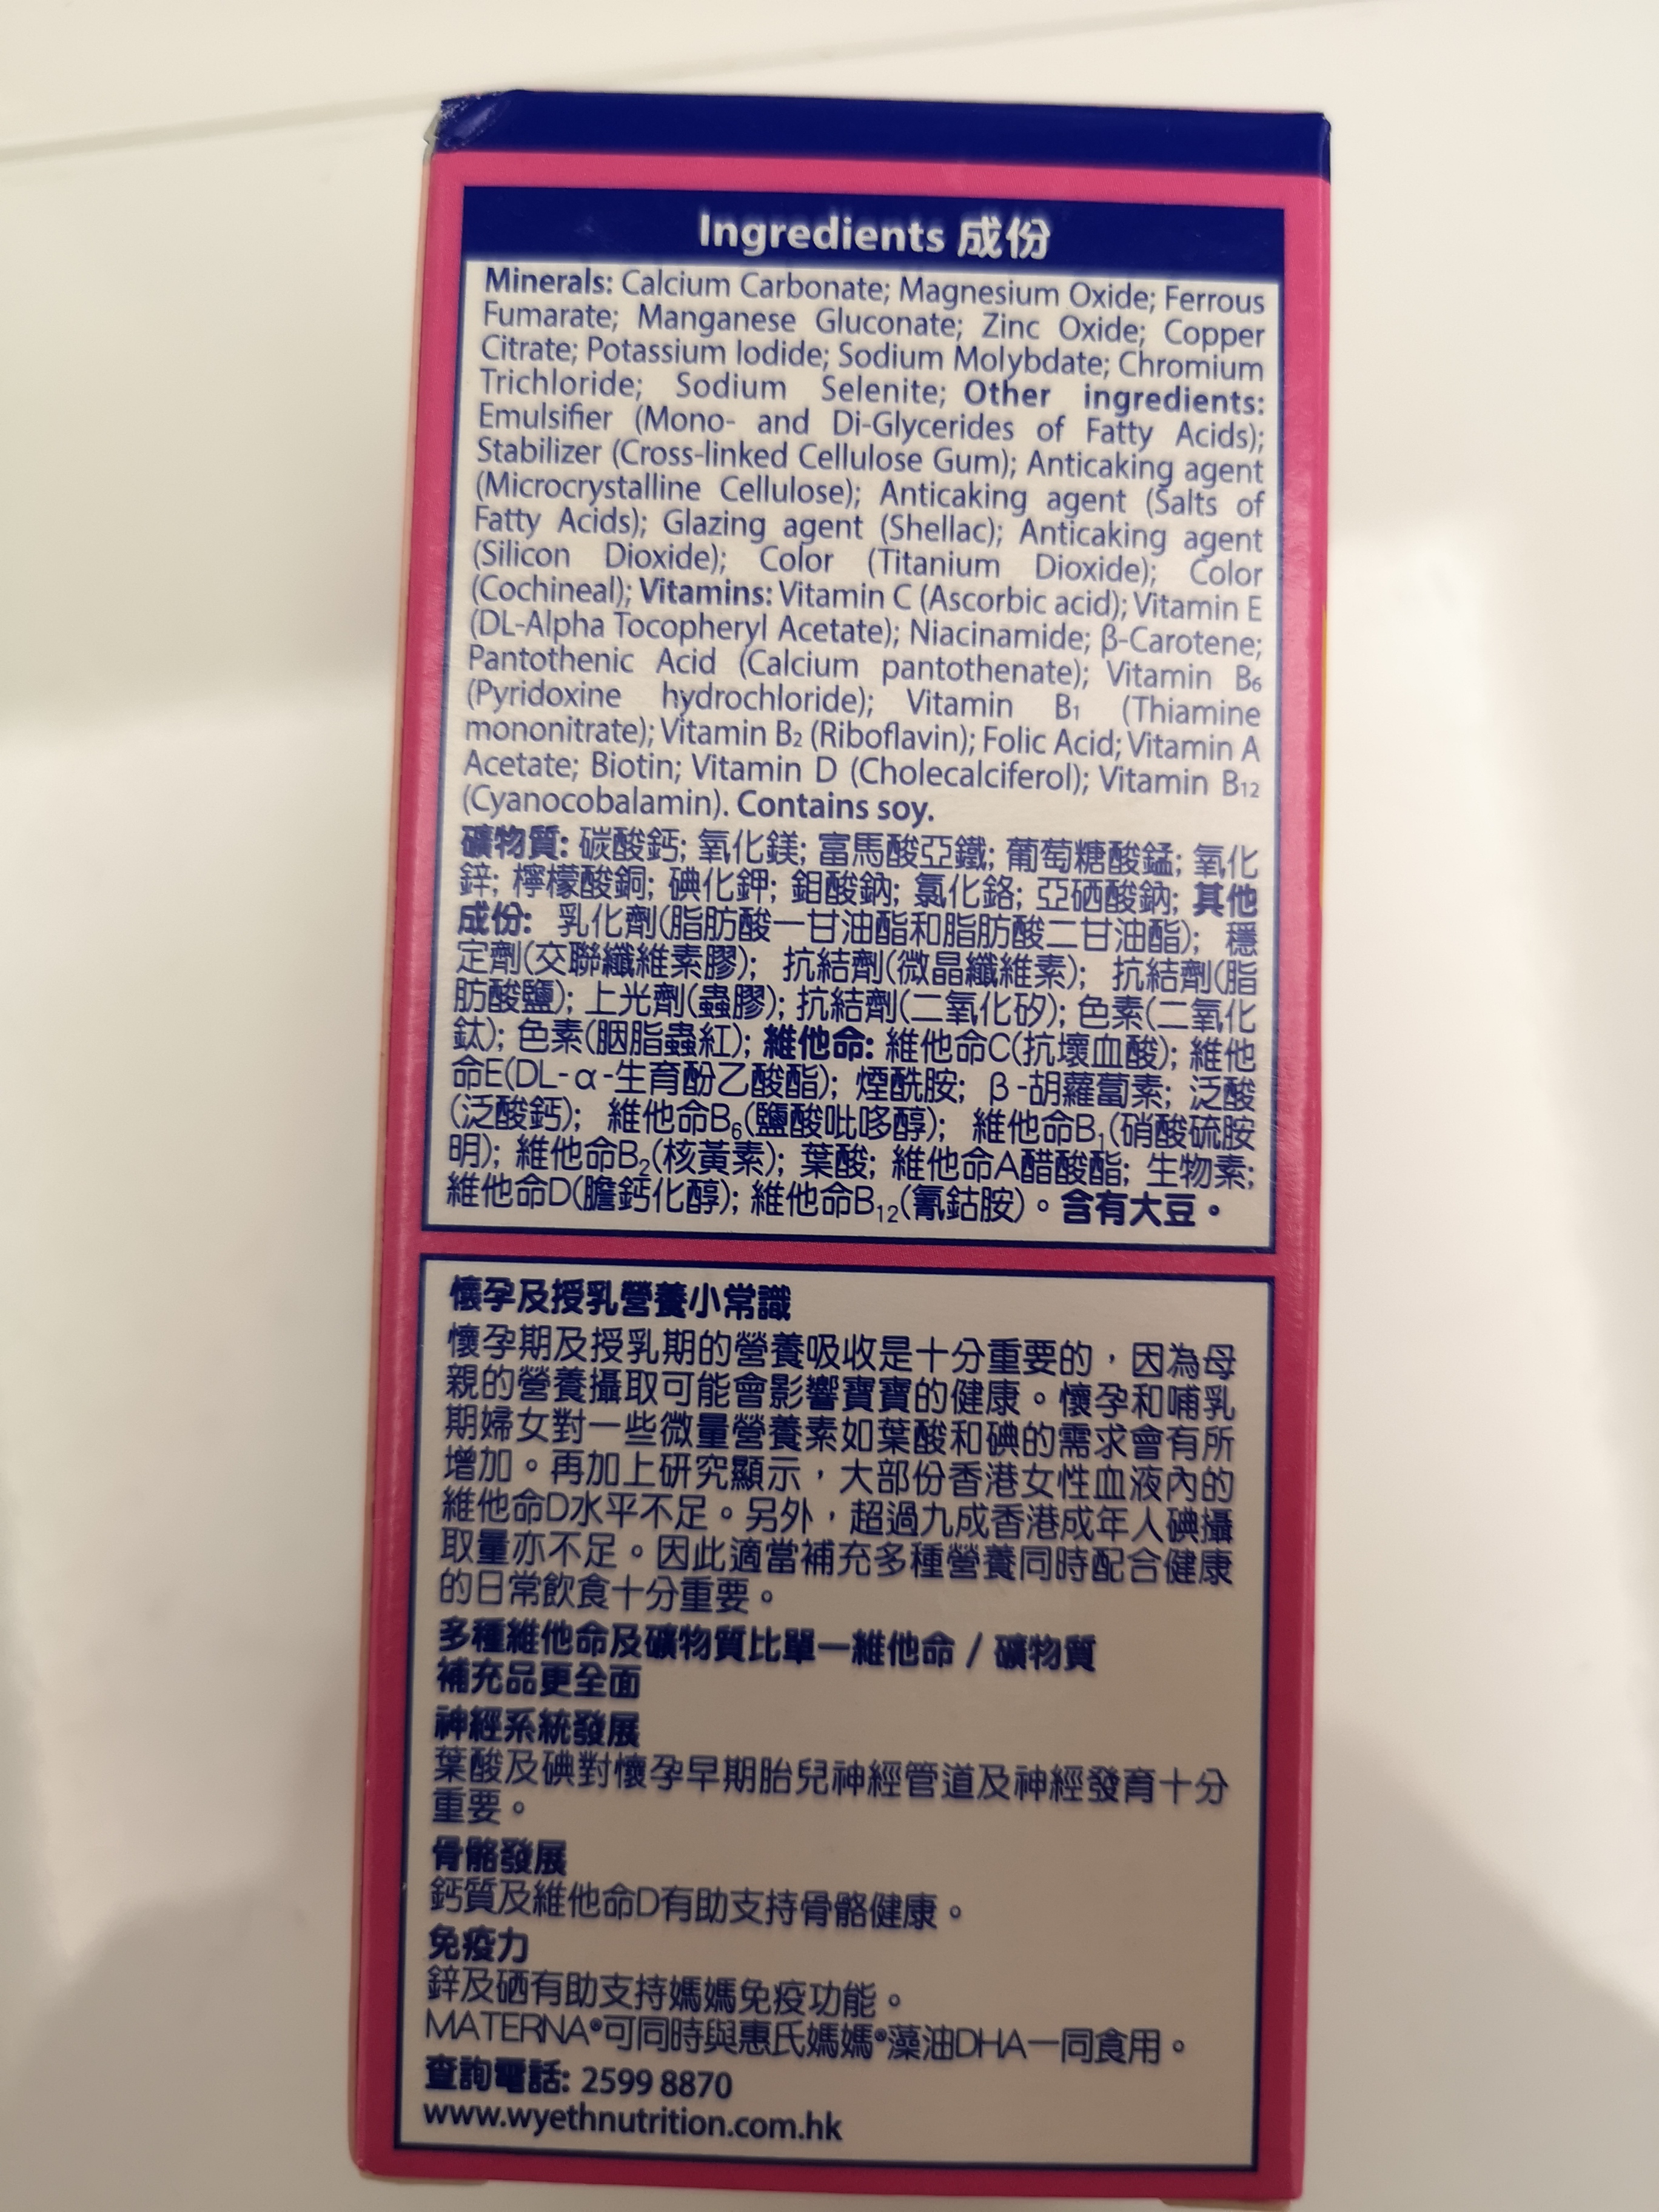 Ingredients 成份
Minerals: Calcium Carbonate; Magnesium Oxide; Ferrous
Fumarate; Manganese Gluconate; Zinc Oxide; Copper
Citrate; Potassium Iodide; Sodium Molybdate; Chromium
Trichloride; Sodium Selenite; Other ingredients:
Emulsifier (Mono- and Di-Glycerides of Fatty Acids);
Stabilizer (Cross-linked Cellulose Gum); Anticaking agent
(Microcrystalline Cellulose); Anticaking agent (Salts of
Fatty Acids); Glazing agent (Shellac); Anticaking agent
(Silicon Dioxide); Color (Titanium Dioxide); Color
(Cochineal); Vitamins: Vitamin C (Ascorbic acid); Vitamin E
(DL-Alpha Tocopheryl Acetate); Niacinamide; β-Carotene;
Pantothenic Acid (Calcium pantothenate); Vitamin B6
(Pyridoxine hydrochloride); Vitamin B1 (Thiamine
mononitrate); Vitamin B2 (Riboflavin); Folic Acid; Vitamin A
Acetate; Biotin; Vitamin D (Cholecalciferol); Vitamin B12
(Cyanocobalamin). Contains soy.
礦物質: 碳酸鈣; 氧化鎂; 富馬酸亞鐵; 葡萄糖酸錳; 氧化
鋅; 檸檬酸銅; 碘化鉀; 鉬酸鈉; 氯化鉻; 亞硒酸鈉; 其他
成份: 乳化劑(脂肪酸一甘油酯和脂肪酸二甘油酯); 穩
定劑(交聯纖維素膠); 抗結劑(微晶纖維素); 抗結劑(脂
肪酸鹽); 上光劑(蟲膠); 抗結劑(二氧化矽); 色素(二氧化
鈦); 色素(胭脂蟲紅); 維他命: 維他命C(抗壞血酸); 維他
命E(DL-α-生育酚乙酸酯); 煙酰胺; β-胡蘿蔔素; 泛酸
(泛酸鈣); 維他命B6(鹽酸吡哆醇); 維他命B1(硝酸硫胺
明); 維他命B2(核黃素); 葉酸; 維他命A醋酸酯; 生物素;
維他命D(膽鈣化醇); 維他命B12(氰鈷胺)。含有大豆。
懷孕及授乳營養小常識
懷孕期及授乳期的營養吸收是十分重要的，因為母
親的營養攝取可能會影響寶寶的健康。懷孕和哺乳
期婦女對一些微量營養素如葉酸和碘的需求會有所
增加。再加上研究顯示，大部份香港女性血液內的
維他命D水平不足。另外，超過九成香港成年人碘攝
取量亦不足。因此適當補充多種營養同時配合健康
的日常飲食十分重要。
多種維他命及礦物質比單一維他命 / 礦物質
補充品更全面
神經系統發展
葉酸及碘對懷孕早期胎兒神經管道及神經發育十分
重要。
骨骼發展
鈣質及維他命D有助支持骨骼健康。
免疫力
鋅及硒有助支持媽媽免疫功能。
MATERNA®可同時與惠氏媽媽®藻油DHA一同食用。
查詢電話: 2599 8870
www.wyethnutrition.com.hk